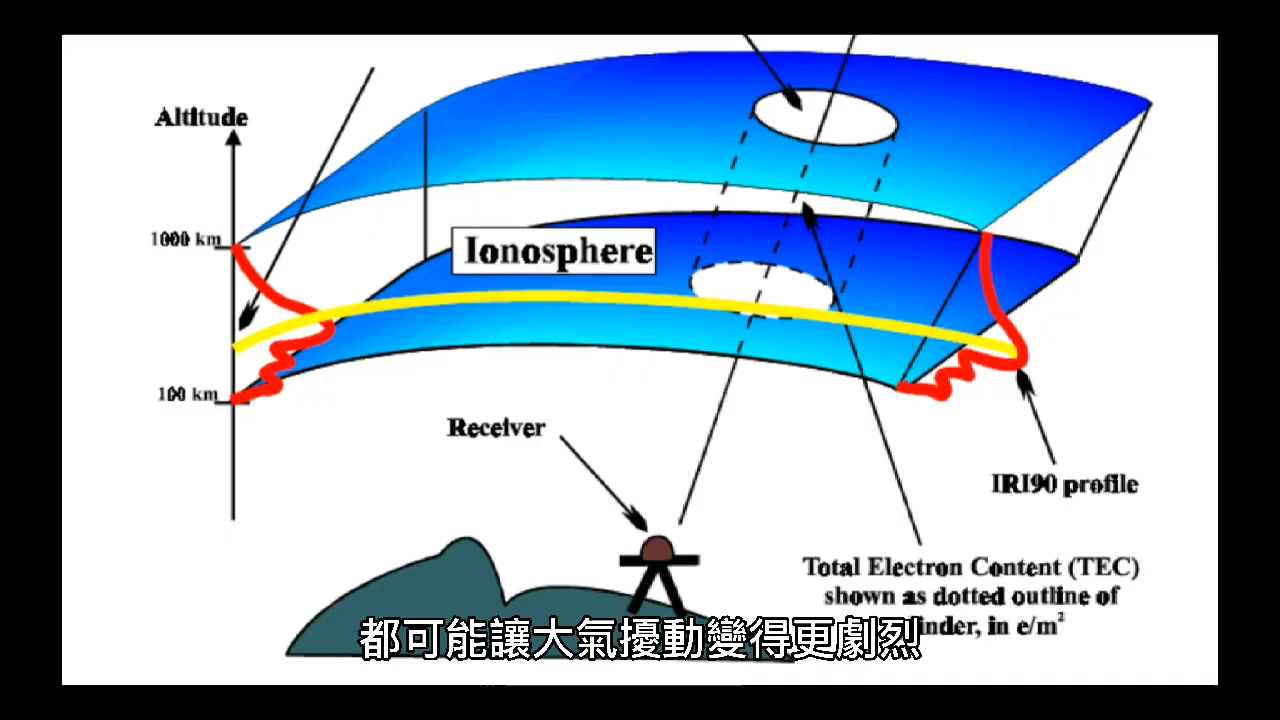 Altitude
1000 km
Ionosphere
100 km
Receiver
IRI90 profile
Total Electron Content (TEC)
shown as dotted outline of
inder, in e/m²
都可能讓大氣擾動變得更劇烈